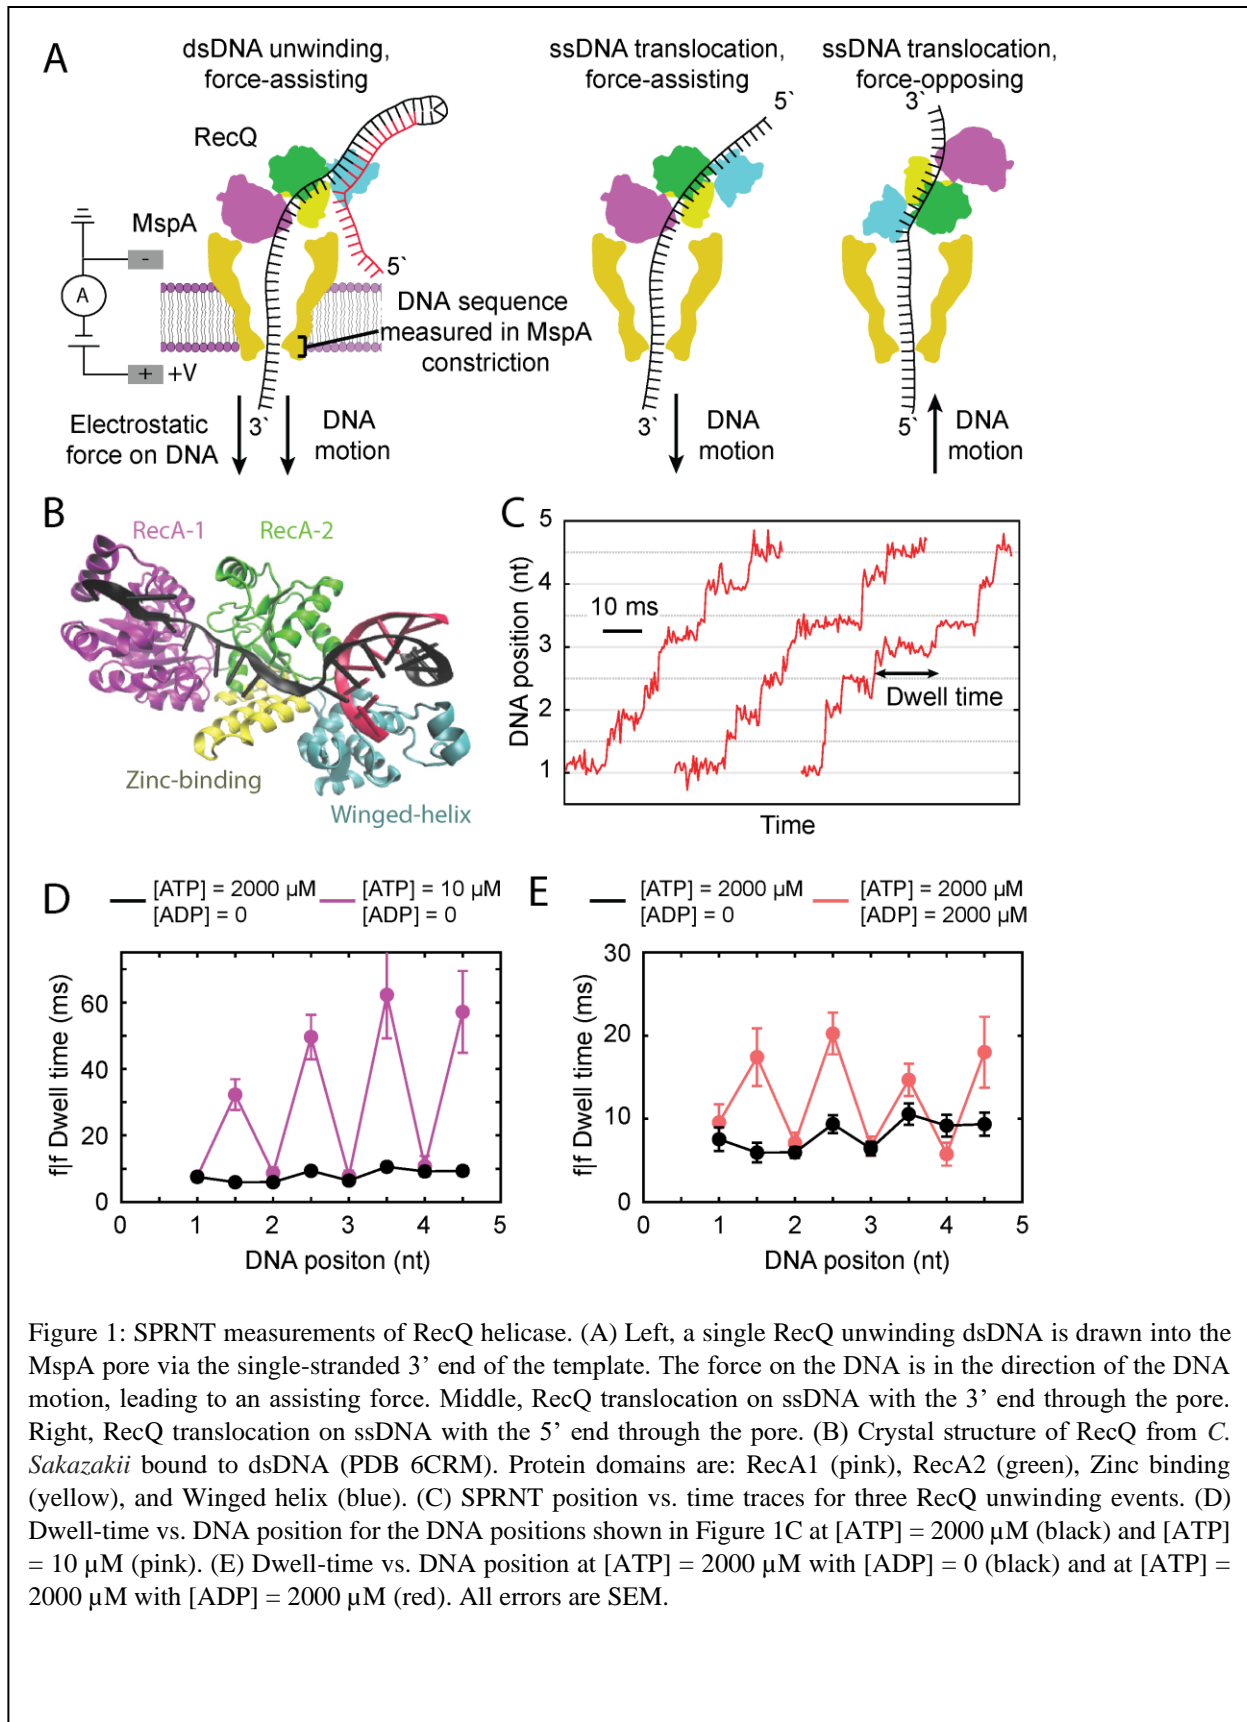 A
dsDNA unwinding,
force-assisting
ssDNA translocation,
force-assisting
ssDNA translocation,
force-opposing
RecQ
5`
3`
MspA
-
A
+
+V
5`
DNA sequence
measured in MspA
constriction
Electrostatic
force on DNA
3`
DNA
motion
3`
DNA
motion
5`
DNA
motion
B
RecA-1
RecA-2
Zinc-binding
Winged-helix
C
5
4
3
2
1
DNA position (nt)
10 ms
Dwell time
Time
D
[ATP] = 2000 µM
[ADP] = 0
[ATP] = 10 µM
[ADP] = 0
60
40
20
0
f|f Dwell time (ms)
0 1 2 3 4 5
DNA positon (nt)
E
[ATP] = 2000 µM
[ADP] = 0
[ATP] = 2000 µM
[ADP] = 2000 µM
30
20
10
0
f|f Dwell time (ms)
0 1 2 3 4 5
DNA positon (nt)
Figure 1: SPRNT measurements of RecQ helicase. (A) Left, a single RecQ unwinding dsDNA is drawn into the
MspA pore via the single-stranded 3’ end of the template. The force on the DNA is in the direction of the DNA
motion, leading to an assisting force. Middle, RecQ translocation on ssDNA with the 3’ end through the pore.
Right, RecQ translocation on ssDNA with the 5’ end through the pore. (B) Crystal structure of RecQ from C.
Sakazakii bound to dsDNA (PDB 6CRM). Protein domains are: RecA1 (pink), RecA2 (green), Zinc binding
(yellow), and Winged helix (blue). (C) SPRNT position vs. time traces for three RecQ unwinding events. (D)
Dwell-time vs. DNA position for the DNA positions shown in Figure 1C at [ATP] = 2000 µM (black) and [ATP]
= 10 µM (pink). (E) Dwell-time vs. DNA position at [ATP] = 2000 µM with [ADP] = 0 (black) and at [ATP] =
2000 µM with [ADP] = 2000 µM (red). All errors are SEM.